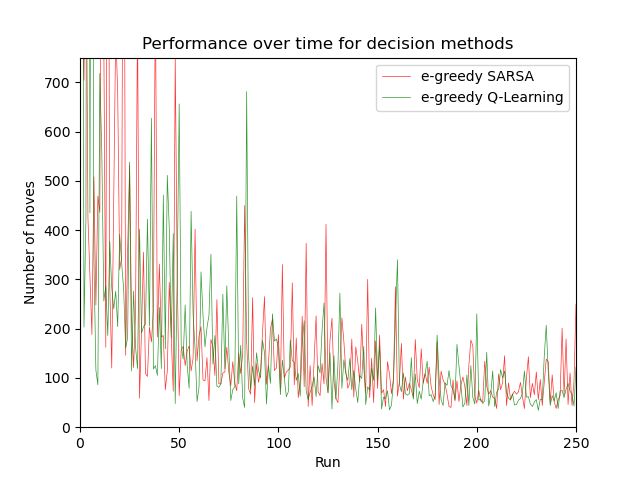 Performance over time for decision methods
e-greedy SARSA
e-greedy Q-Learning
Number of moves
700
600
500
400
300
200
100
0
0 50 100 150 200 250
Run